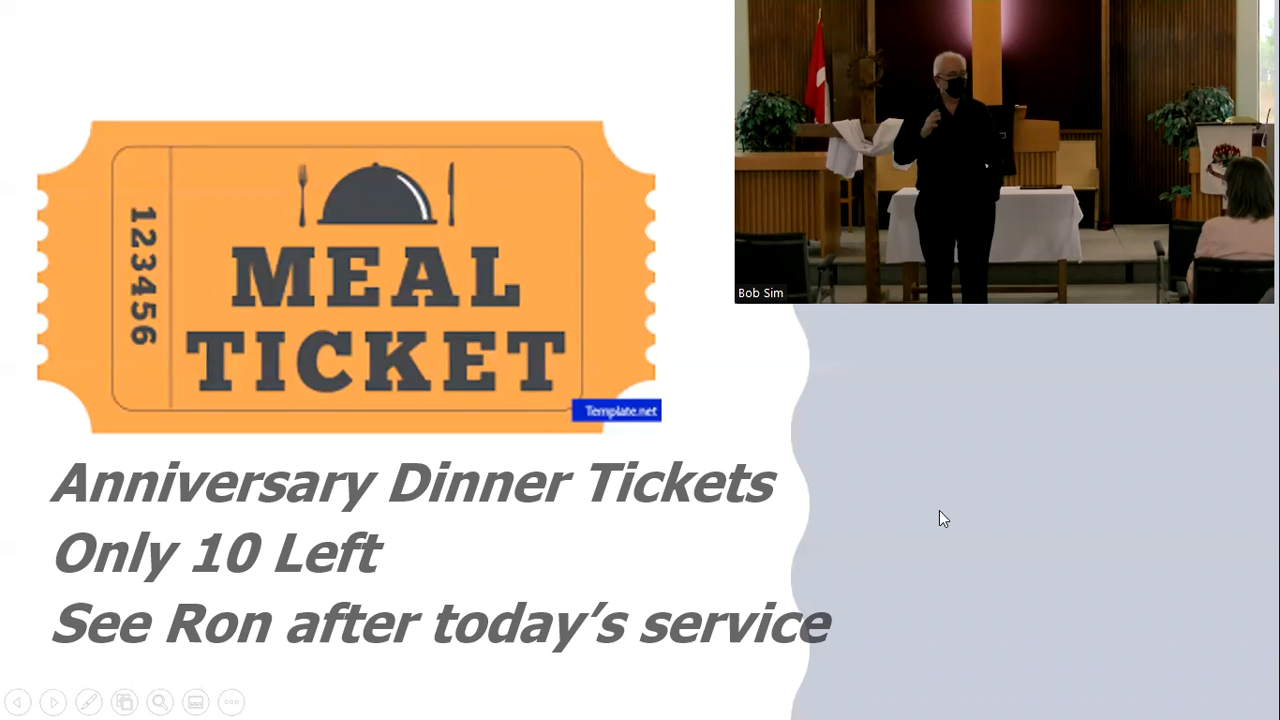 123456
MEAL
TICKET
Template.net
Anniversary Dinner Tickets
Only 10 Left
See Ron after today’s service
Bob Sim